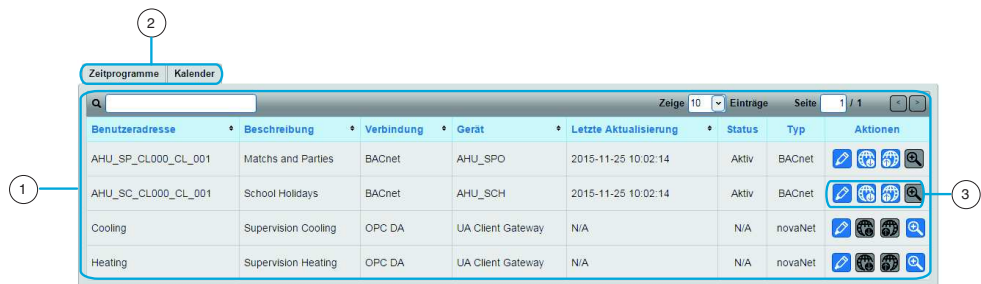 2
Zeitprogramme Kalender
Zeige 10 Einträge Seite 1 / 1 < >
Benutzeradresse Beschreibung Verbindung Gerät Letzte Aktualisierung Status Typ Aktionen
AHU_SP_CL000_CL_001 Matchs and Parties BACnet AHU_SPO 2015-11-25 10:02:14 Aktiv BACnet
1 AHU_SC_CL000_CL_001 School Holidays BACnet AHU_SCH 2015-11-25 10:02:14 Aktiv BACnet 3
Cooling Supervision Cooling OPC DA UA Client Gateway N/A N/A novaNet
Heating Supervision Heating OPC DA UA Client Gateway N/A N/A novaNet